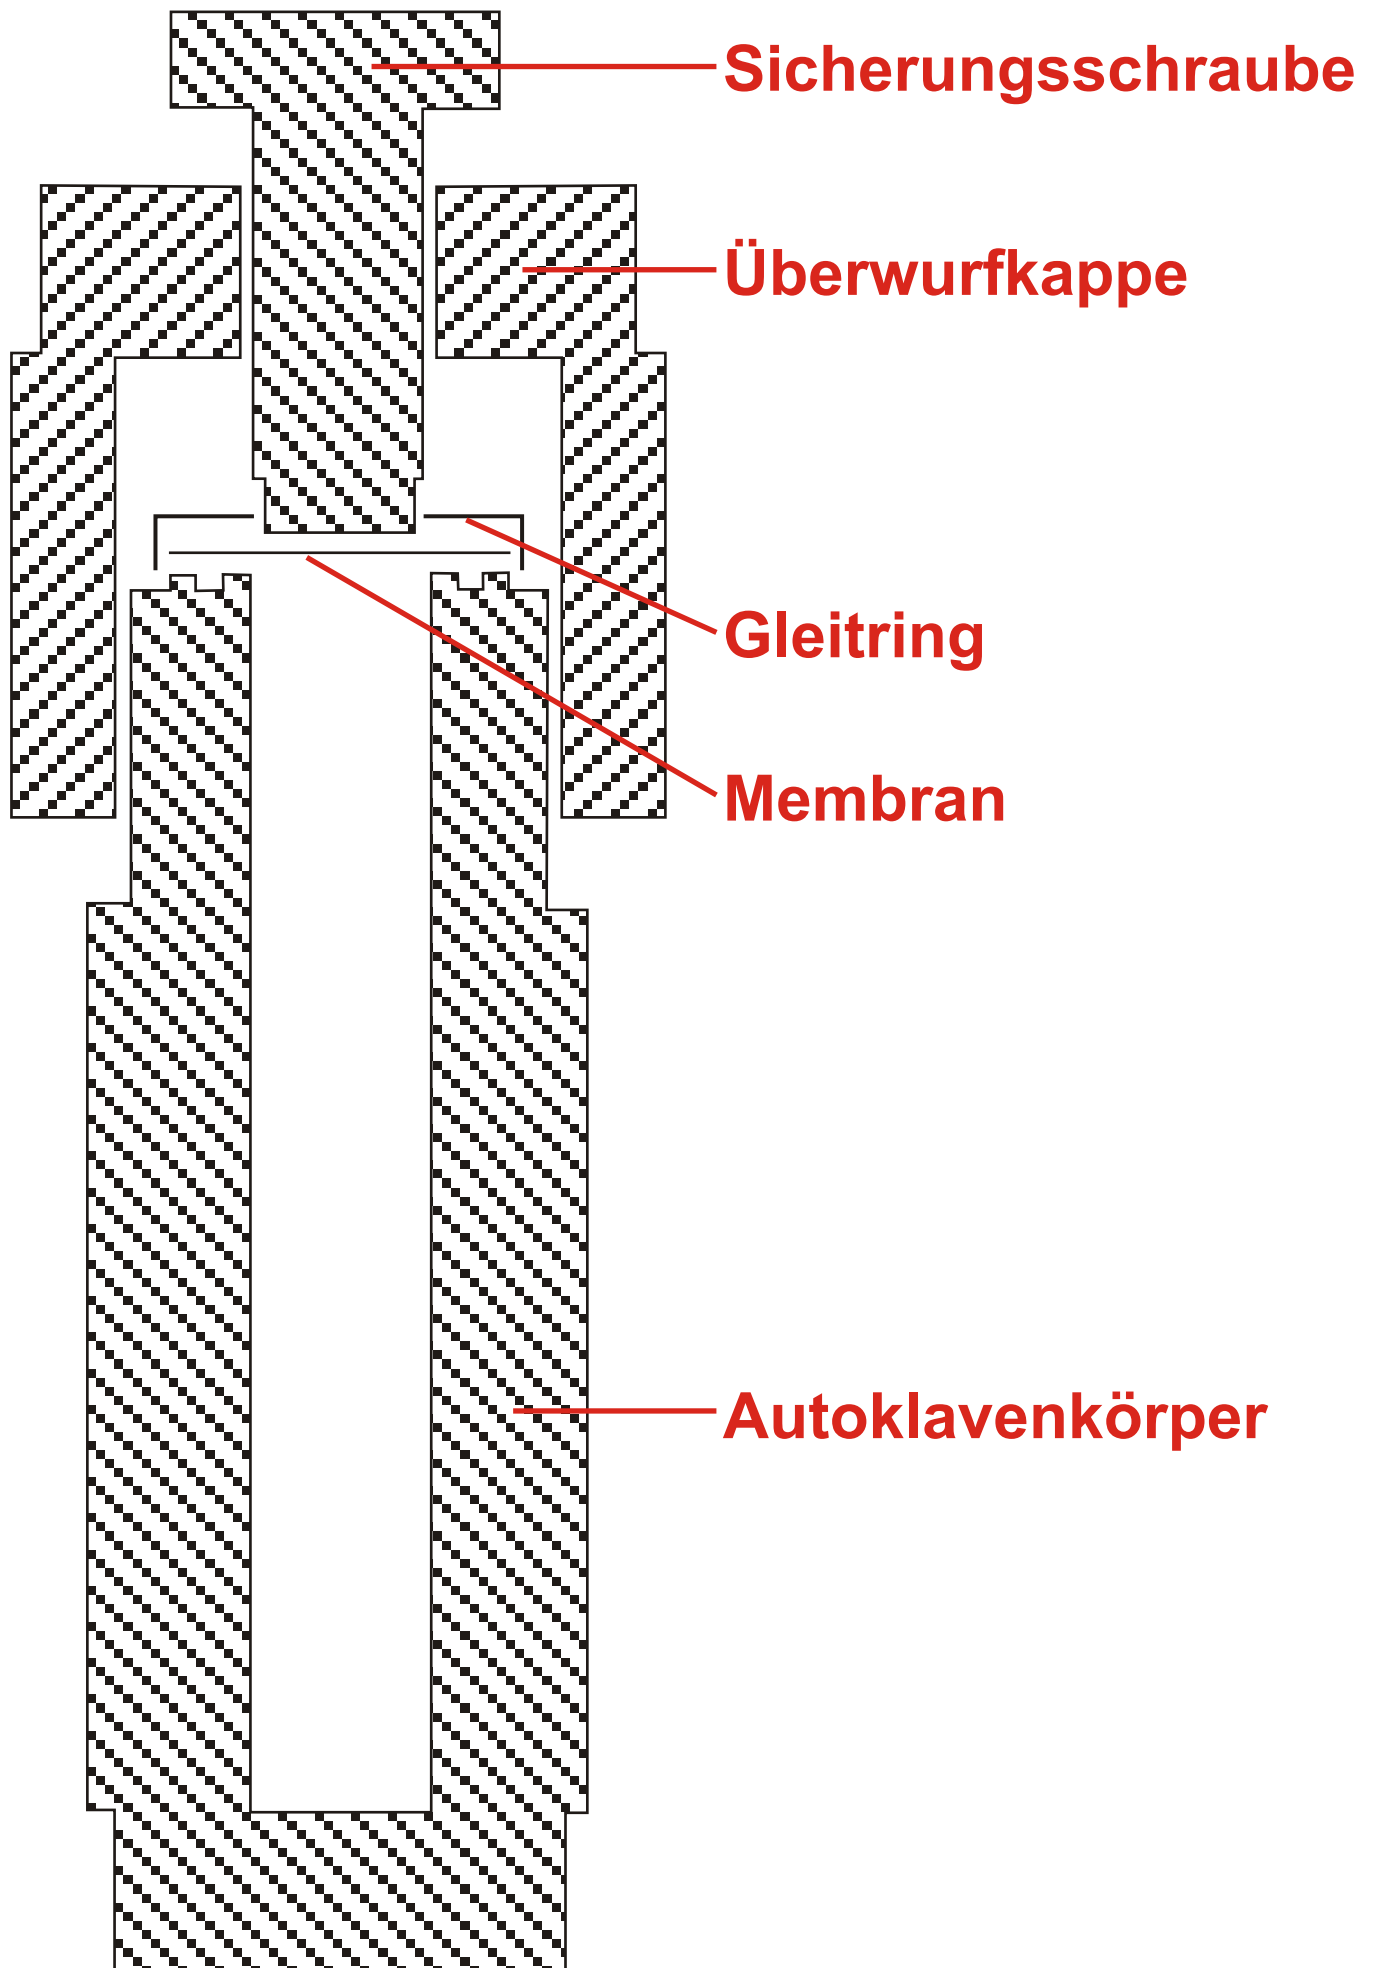 Sicherungsschraube
Überwurfkappe
Gleitring
Membran
Autoklavenkörper